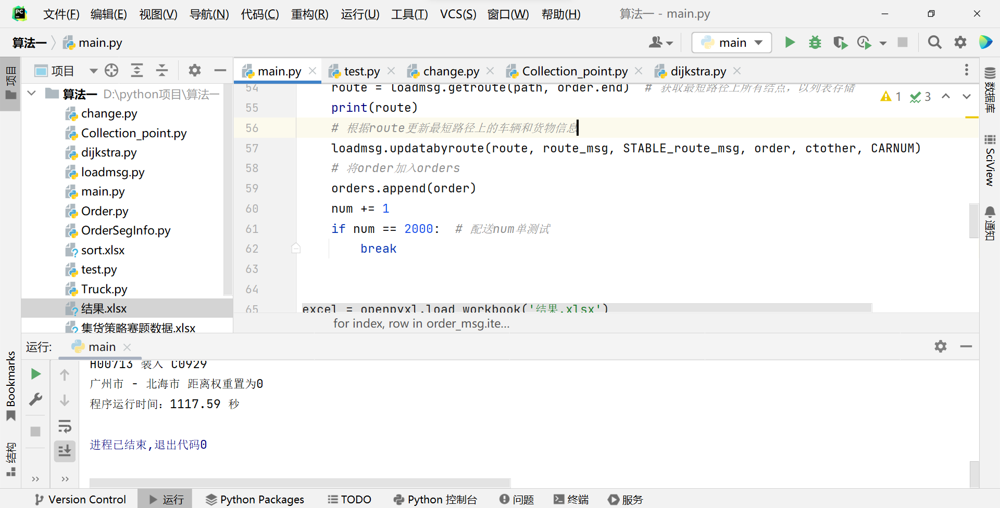 文件(F) 编辑(E) 视图(V) 导航(N) 代码(C) 重构(R) 运行(U) 工具(T) VCS(S) 窗口(W) 帮助(H) 算法一 - main.py
算法一 main.py
main
项目
main.py test.py change.py Collection_point.py dijkstra.py
算法一 D:\python项目\算法一
change.py
Collection_point.py
dijkstra.py
loadmsg.py
main.py
Order.py
OrderSegInfo.py
sort.xlsx
test.py
Truck.py
结果.xlsx
集货策略赛题数据.xlsx
54 route = loadmsg.getroute(path, order.end) # 获取最短路径上所有结点，以列表存储
1 3
55 print(route)
56 # 根据route更新最短路径上的车辆和货物信息
57 loadmsg.updatabyroute(route, route_msg, STABLE_route_msg, order, ctother, CARNUM)
58 # 将order加入orders
59 orders.append(order)
60 num += 1
61 if num == 2000: # 配送num单测试
62 break
63
64
65 excel = openpyxl.load_workbook('结果.xlsx')
for index, row in order_msg.ite...
运行: main
H00713 装入 C0929
广州市 - 北海市 距离权重置为0
程序运行时间：1117.59 秒
进程已结束,退出代码0
项目
Bookmarks
结构
数据库
SciView
通知
Version Control 运行 Python Packages TODO Python 控制台 问题 终端 服务